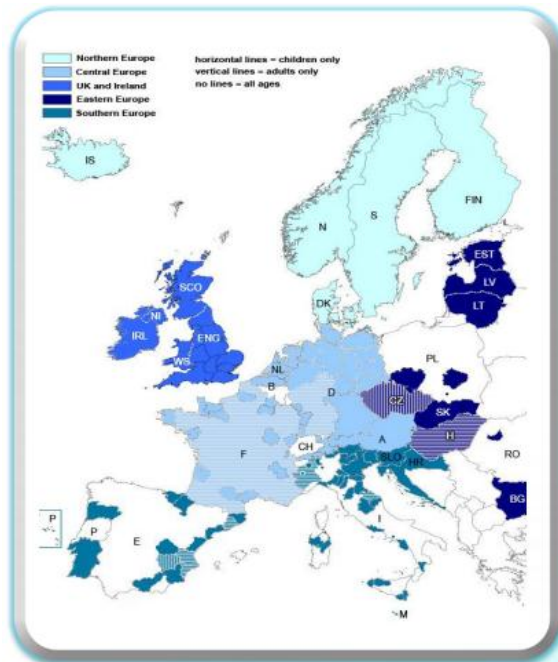 Northern Europe
Central Europe
UK and Ireland
Eastern Europe
Southern Europe
horizontal lines = children only
vertical lines = adults only
no lines = all ages
IS
FIN
N
S
EST
SCO
LV
NI
DK
LT
IRL
ENG
WS
NL
PL
B
D
CZ
SK
CH
A
H
F
SLO
HR
RO
BG
P
P
E
I
M